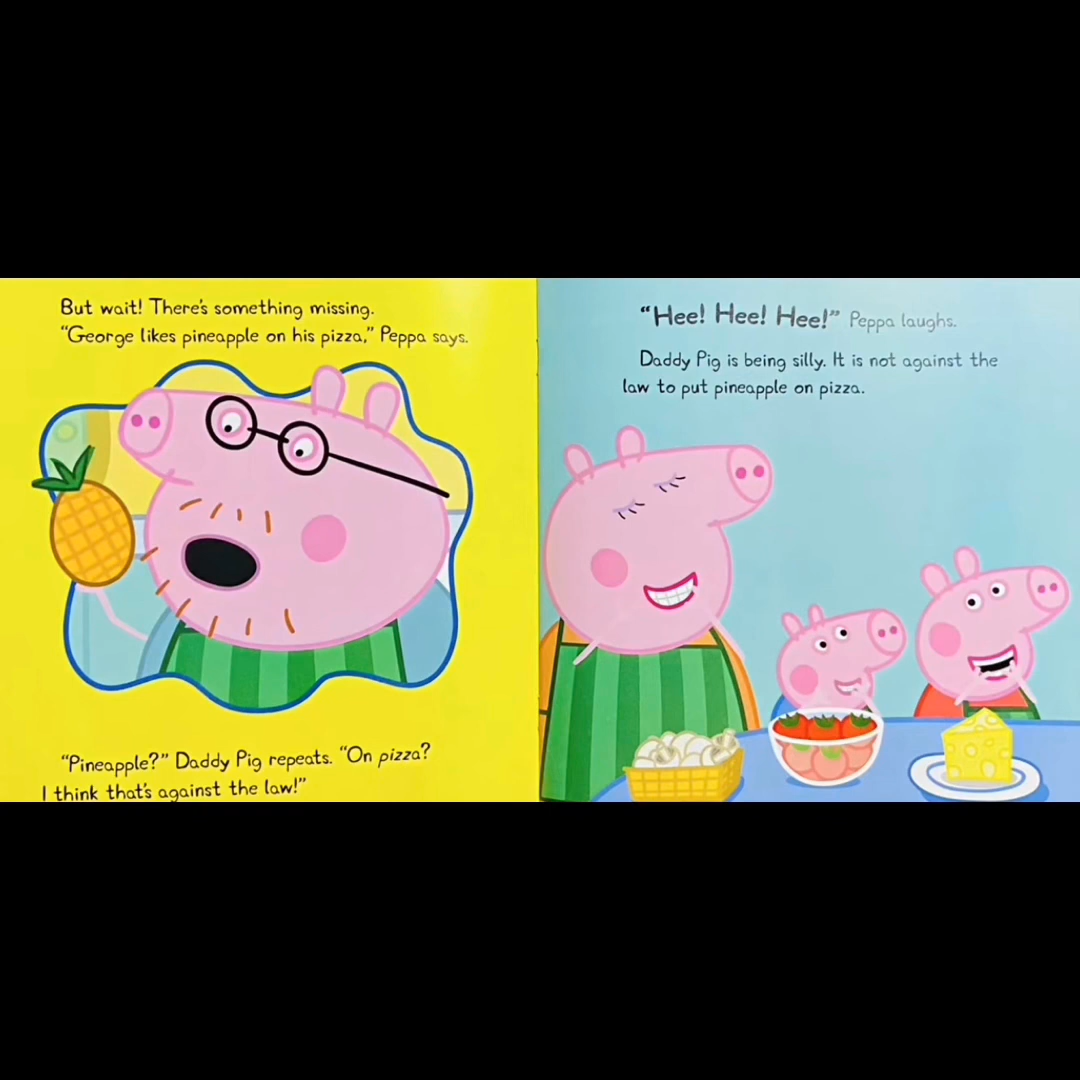 But wait! There's something missing.
“George likes pineapple on his pizza,” Peppa says.
“Pineapple?” Daddy Pig repeats. “On pizza?
I think that's against the law!”
“Hee! Hee! Hee!” Peppa laughs.
Daddy Pig is being silly. It is not against the
law to put pineapple on pizza.